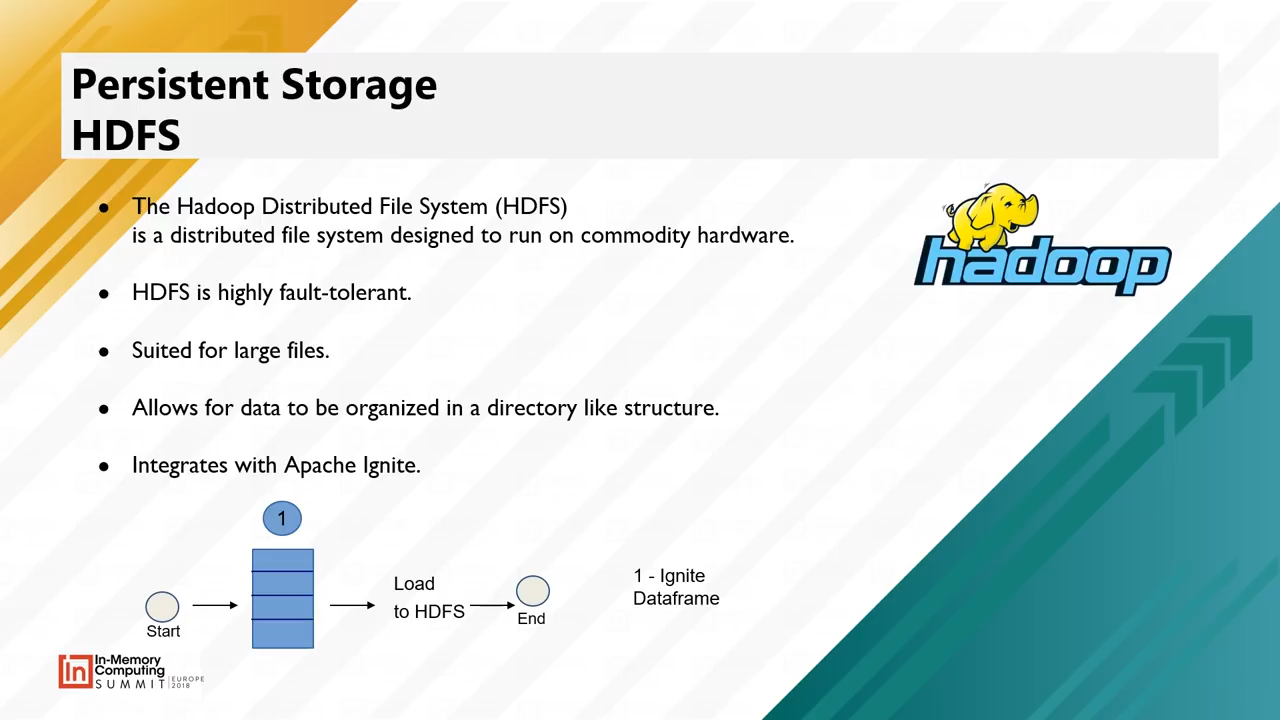 Persistent Storage
HDFS
● The Hadoop Distributed File System (HDFS)
is a distributed file system designed to run on commodity hardware.
● HDFS is highly fault-tolerant.
● Suited for large files.
● Allows for data to be organized in a directory like structure.
● Integrates with Apache Ignite.
hadoop
1
Start
Load
to HDFS
End
1 - Ignite
Dataframe
In
In-Memory
Computing
SUMMIT
EUROPE
2018